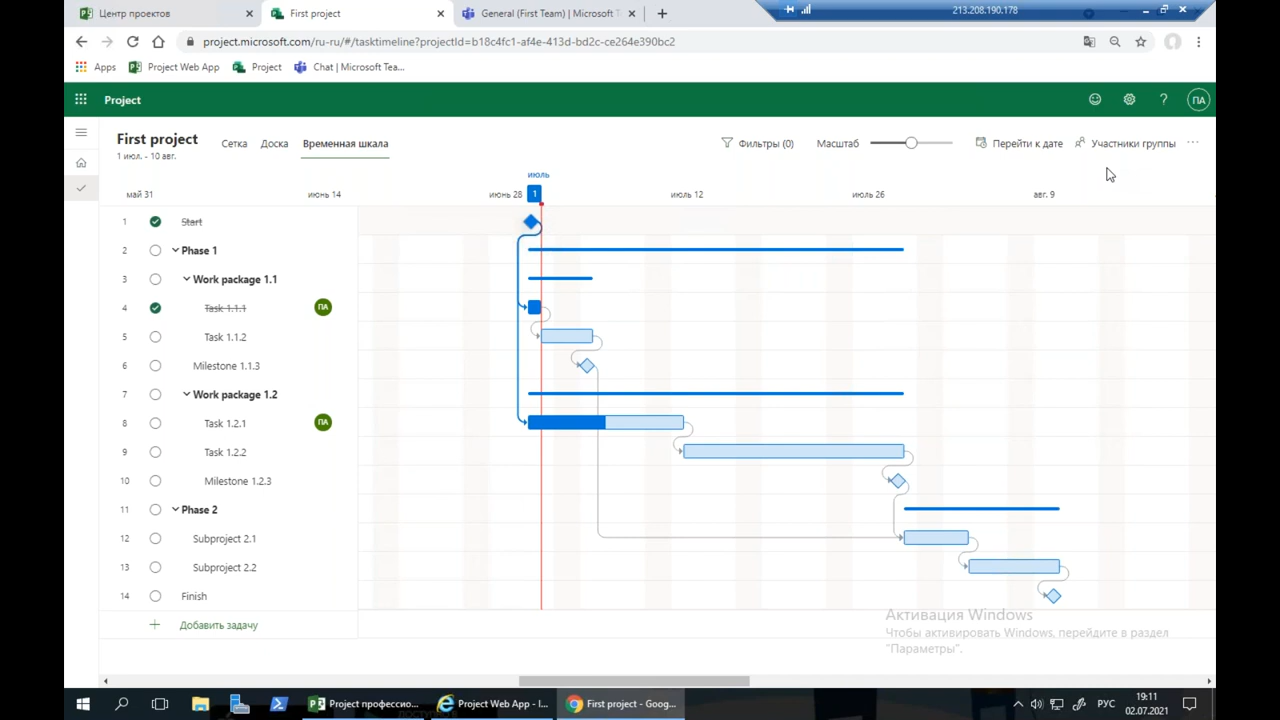 Центр проектов
First project
General (First Team) | Microsoft T
213.208.190.178
project.microsoft.com/ru-ru/#/tasktimeline?projectId=b18c4fc1-af4e-413d-bd2c-ce264e390bc2
Apps
Project Web App
Project
Chat | Microsoft Tea...
Project
ПА
First project
1 июл. - 10 авг.
Сетка
Доска
Временная шкала
Фильтры (0)
Масштаб
Перейти к дате
Участники группы
июль
май 31
июнь 14
июнь 28
1
июль 12
июль 26
авг. 9
1 Start
2 Phase 1
3 Work package 1.1
4 Task 1.1.1 ПА
5 Task 1.1.2
6 Milestone 1.1.3
7 Work package 1.2
8 Task 1.2.1 ПА
9 Task 1.2.2
10 Milestone 1.2.3
11 Phase 2
12 Subproject 2.1
13 Subproject 2.2
14 Finish
Добавить задачу
Активация Windows
Чтобы активировать Windows, перейдите в раздел
"Параметры".
Project професcио...
Project Web App - I...
First project - Goog...
РУС
19:11
02.07.2021